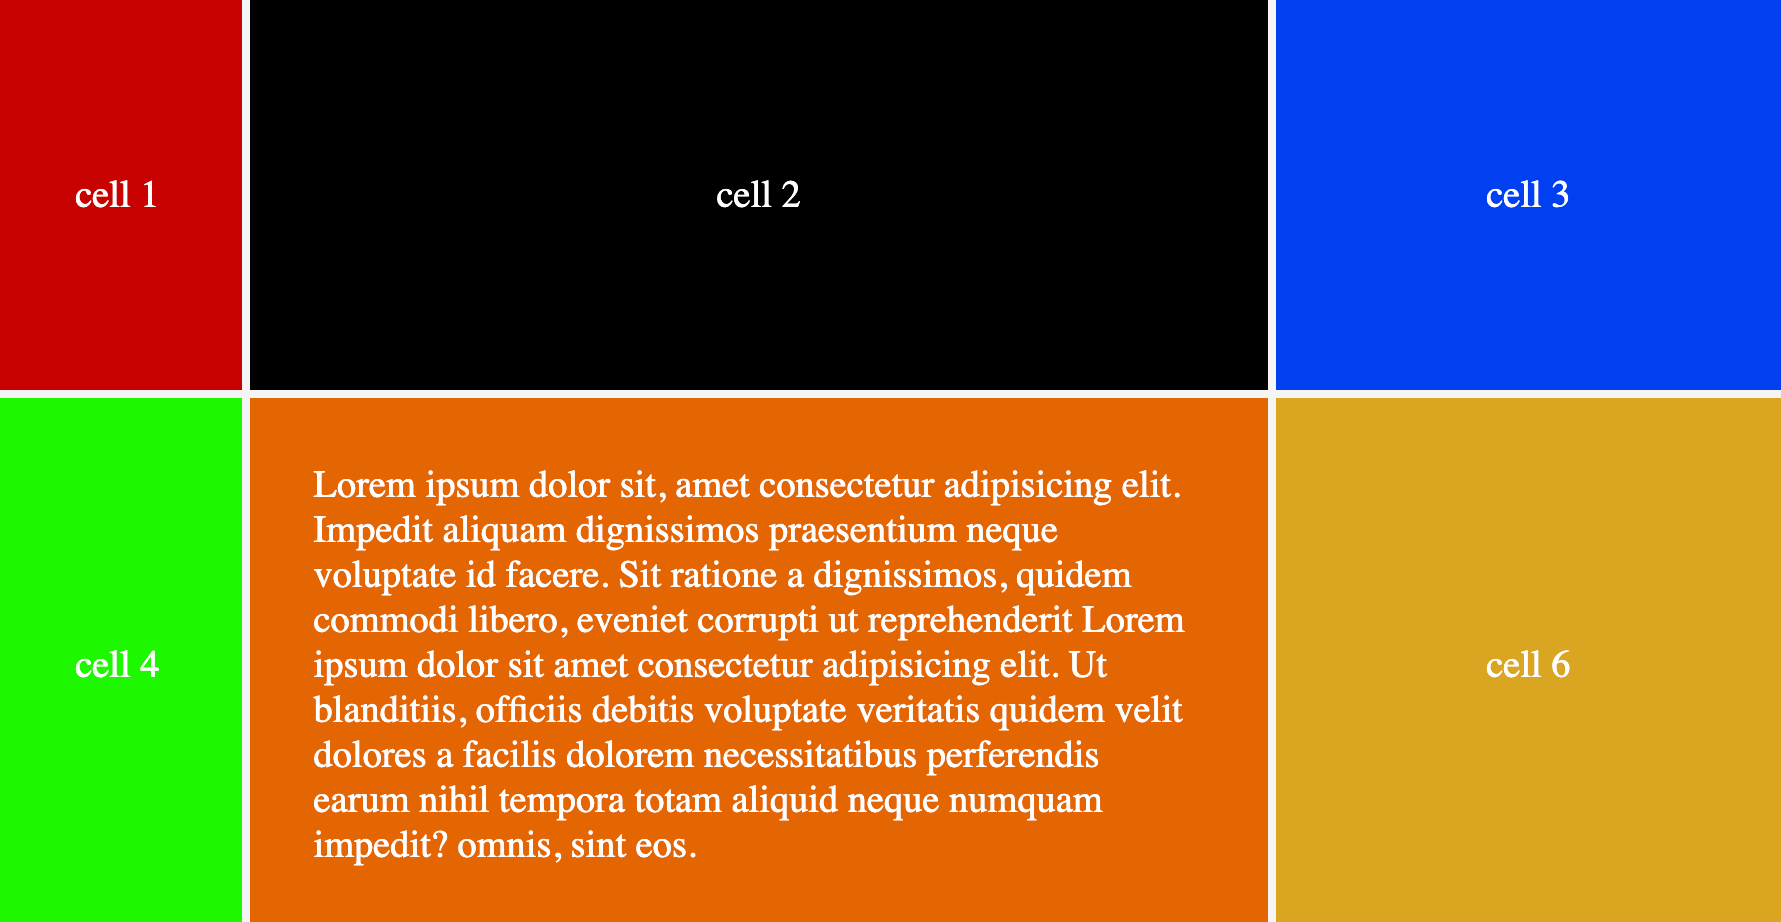 cell 1
cell 2
cell 3
cell 4
Lorem ipsum dolor sit, amet consectetur adipisicing elit.
Impedit aliquam dignissimos praesentium neque
voluptate id facere. Sit ratione a dignissimos, quidem
commodi libero, eveniet corrupti ut reprehenderit Lorem
ipsum dolor sit amet consectetur adipisicing elit. Ut
blanditiis, officiis debitis voluptate veritatis quidem velit
dolores a facilis dolorem necessitatibus perferendis
earum nihil tempora totam aliquid neque numquam
impedit? omnis, sint eos.
cell 6